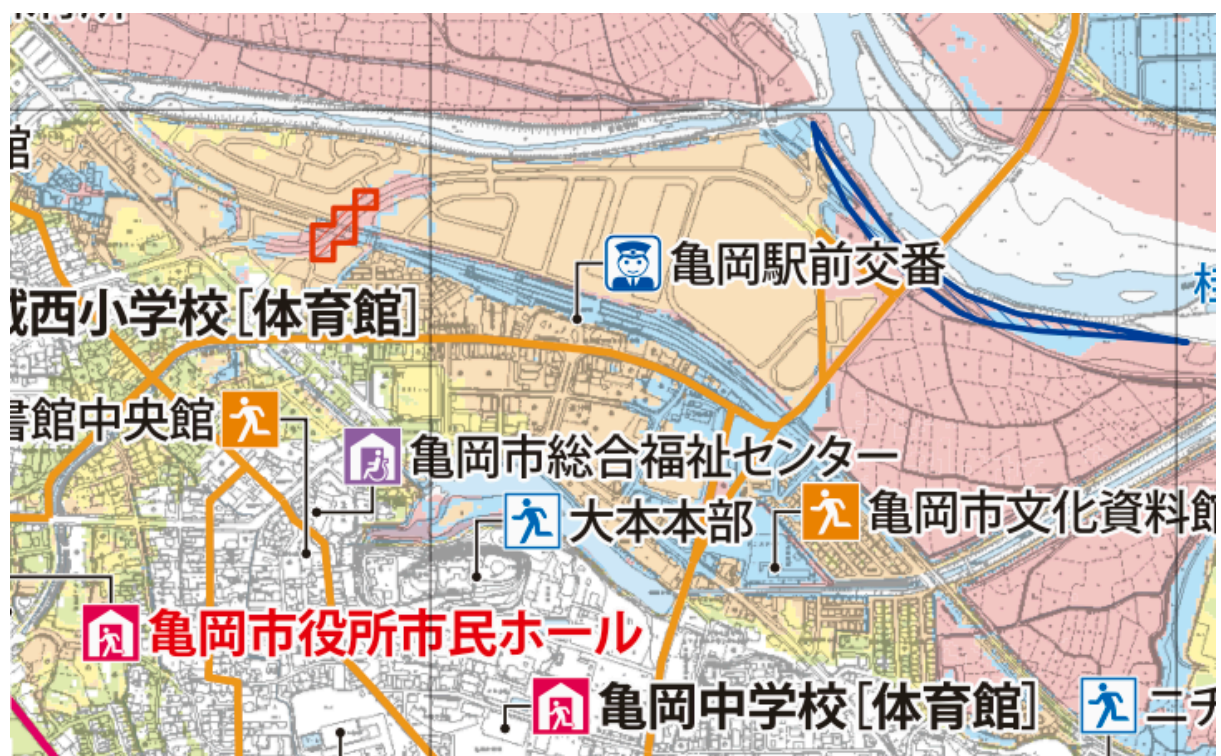 館
亀岡駅前交番
城西小学校[体育館]
書館中央館
亀岡市総合福祉センター
大本本部
亀岡市文化資料館
亀岡市役所市民ホール
亀岡中学校[体育館]
ニチ